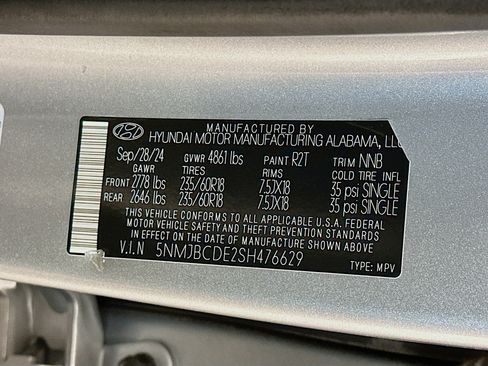 MANUFACTURED BY
HYUNDAI MOTOR MANUFACTURING ALABAMA, LLC
Sep/28/24 GVWR 4861 lbs PAINT R2T TRIM NNB
GAWR TIRES RIMS COLD TIRE INFL
FRONT 2778 lbs 235/60R18 7.5JX18 35 psi SINGLE
REAR 2646 lbs 235/60R18 7.5JX18 35 psi SINGLE
THIS VEHICLE CONFORMS TO ALL APPLICABLE U.S.A FEDERAL
MOTOR VEHICLE SAFETY AND THEFT PREVENTION STANDARDS
IN EFFECT ON THE DATE OF MANUFACTURE SHOWN ABOVE
V.I.N 5NMJBCDE2SH476629
TYPE: MPV